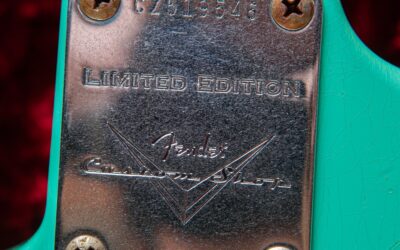 LIMITED EDITION
Fender
Custom Shop